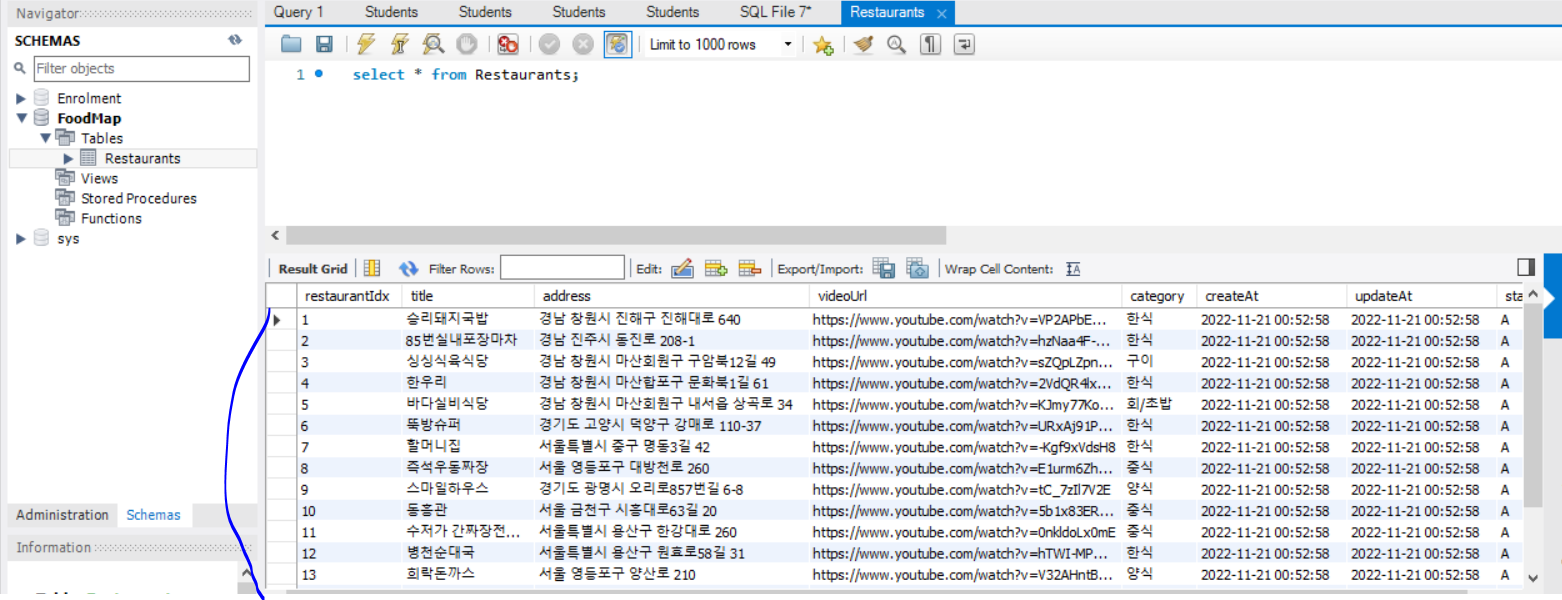 Navigator
Query 1 Students Students Students Students SQL File 7* Restaurants
SCHEMAS
Limit to 1000 rows
Filter objects
1 select * from Restaurants;
Enrolment
FoodMap
Tables
Restaurants
Views
Stored Procedures
Functions
sys
Result Grid Filter Rows: Edit: Export/Import: Wrap Cell Content:
restaurantIdx title address videoUrl category createAt updateAt sta
1 승리돼지국밥 경남 창원시 진해구 진해대로 640 https://www.youtube.com/watch?v=VP2APbE... 한식 2022-11-21 00:52:58 2022-11-21 00:52:58 A
2 85번실내포장마차 경남 진주시 동진로 208-1 https://www.youtube.com/watch?v=hzNaa4F-... 한식 2022-11-21 00:52:58 2022-11-21 00:52:58 A
3 싱싱식육식당 경남 창원시 마산회원구 구암북12길 49 https://www.youtube.com/watch?v=sZQpLZpn... 구이 2022-11-21 00:52:58 2022-11-21 00:52:58 A
4 한우리 경남 창원시 마산합포구 문화북1길 61 https://www.youtube.com/watch?v=2VdQR4lx... 한식 2022-11-21 00:52:58 2022-11-21 00:52:58 A
5 바다실비식당 경남 창원시 마산회원구 내서읍 상곡로 34 https://www.youtube.com/watch?v=KJmy77Ko... 회/초밥 2022-11-21 00:52:58 2022-11-21 00:52:58 A
6 뚝방슈퍼 경기도 고양시 덕양구 강매로 110-37 https://www.youtube.com/watch?v=URxAj91P... 한식 2022-11-21 00:52:58 2022-11-21 00:52:58 A
7 할머니집 서울특별시 중구 명동3길 42 https://www.youtube.com/watch?v=-Kgf9xVdsH8 한식 2022-11-21 00:52:58 2022-11-21 00:52:58 A
8 즉석우동짜장 서울 영등포구 대방천로 260 https://www.youtube.com/watch?v=E1urm6Zh... 중식 2022-11-21 00:52:58 2022-11-21 00:52:58 A
9 스마일하우스 경기도 광명시 오리로857번길 6-8 https://www.youtube.com/watch?v=tC_7zIl7V2E 양식 2022-11-21 00:52:58 2022-11-21 00:52:58 A
10 동흥관 서울 금천구 시흥대로63길 20 https://www.youtube.com/watch?v=5b1x83ER... 중식 2022-11-21 00:52:58 2022-11-21 00:52:58 A
11 수저가 간짜장전... 서울특별시 용산구 한강대로 260 https://www.youtube.com/watch?v=0nkldoLx0mE 중식 2022-11-21 00:52:58 2022-11-21 00:52:58 A
12 병천순대국 서울특별시 용산구 원효로58길 31 https://www.youtube.com/watch?v=hTWI-MP... 한식 2022-11-21 00:52:58 2022-11-21 00:52:58 A
13 희락돈까스 서울 영등포구 양산로 210 https://www.youtube.com/watch?v=V32AHntB... 양식 2022-11-21 00:52:58 2022-11-21 00:52:58 A
Administration Schemas
Information